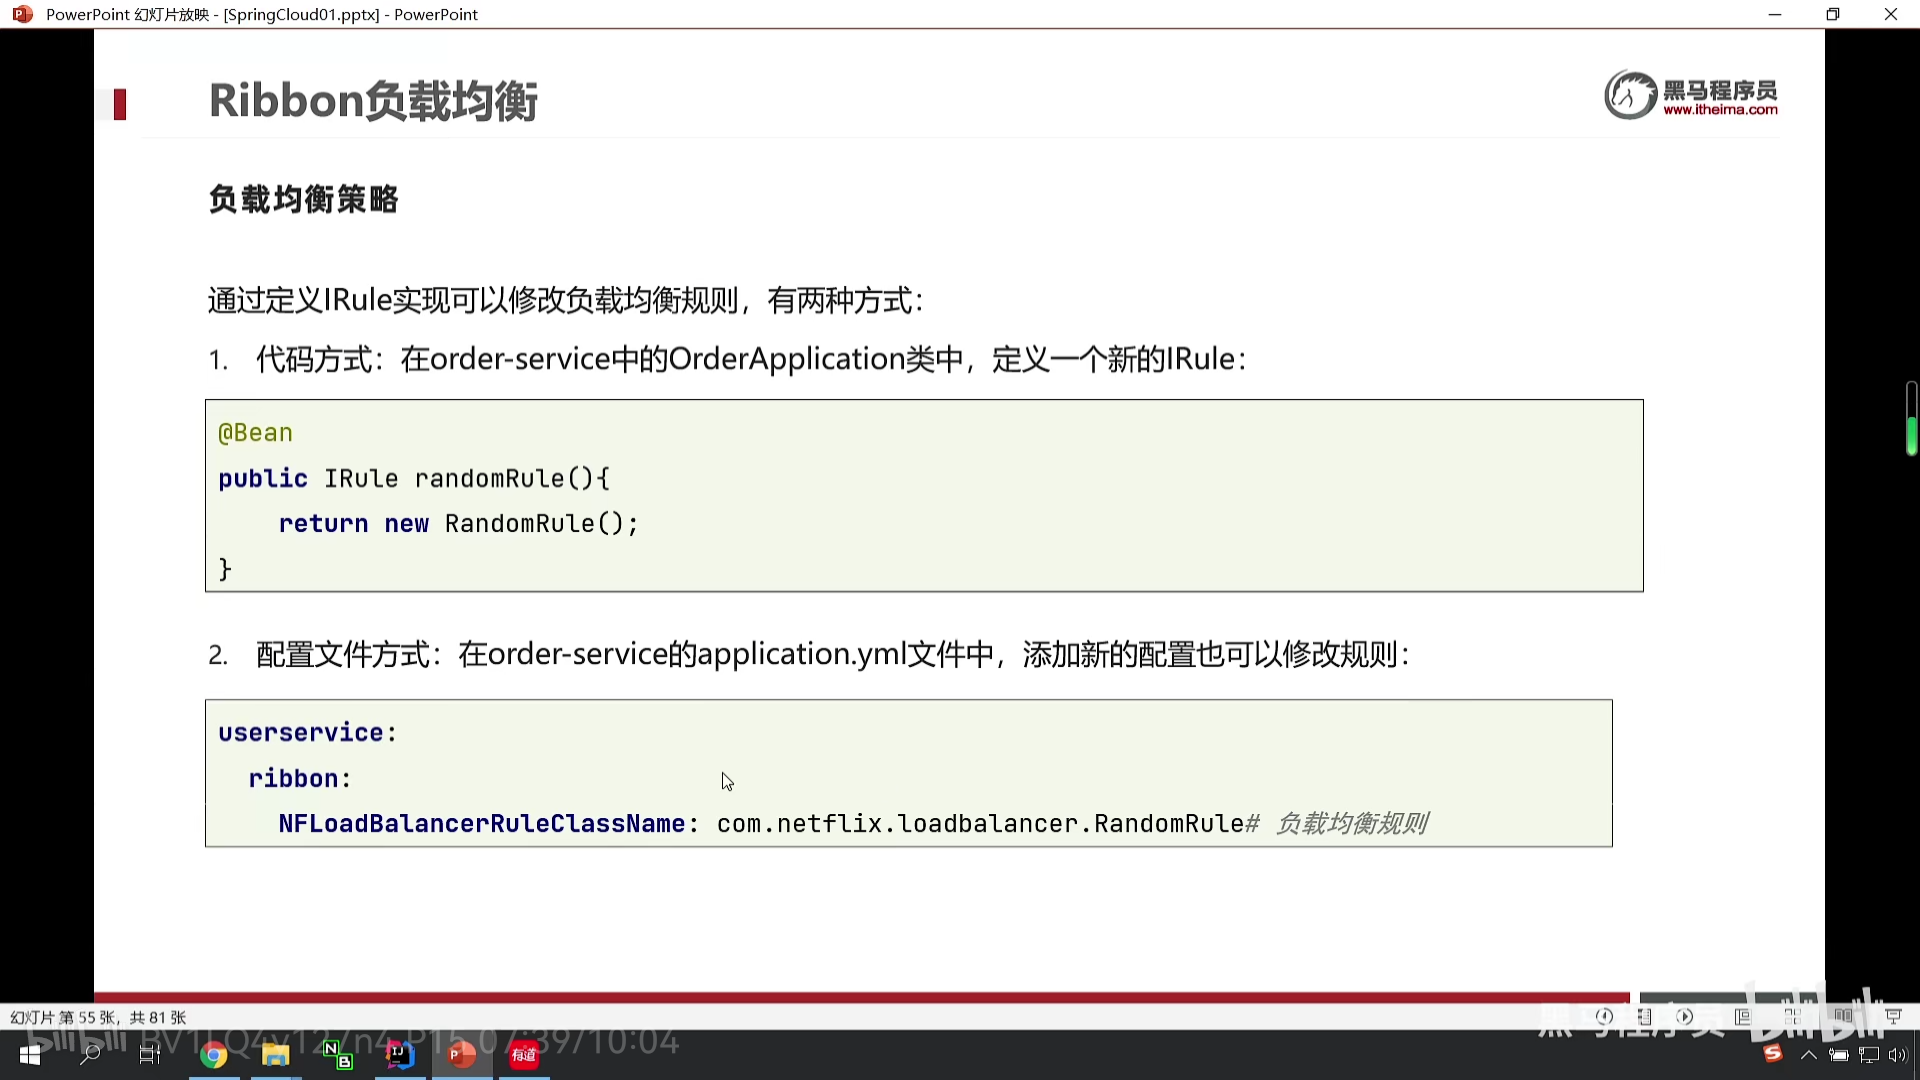 PowerPoint 幻灯片放映 - [SpringCloud01.pptx] - PowerPoint
Ribbon负载均衡
黑马程序员
www.itheima.com
负载均衡策略
通过定义IRule实现可以修改负载均衡规则，有两种方式：
1. 代码方式：在order-service中的OrderApplication类中，定义一个新的IRule：
@Bean
public IRule randomRule(){
    return new RandomRule();
}
2. 配置文件方式：在order-service的application.yml文件中，添加新的配置也可以修改规则：
userservice:
  ribbon:
    NFLoadBalancerRuleClassName: com.netflix.loadbalancer.RandomRule# 负载均衡规则
幻灯片 第 55 张，共 81 张
黑马程序员 bilibili
bilibili
P15 07:39/10:04
有道